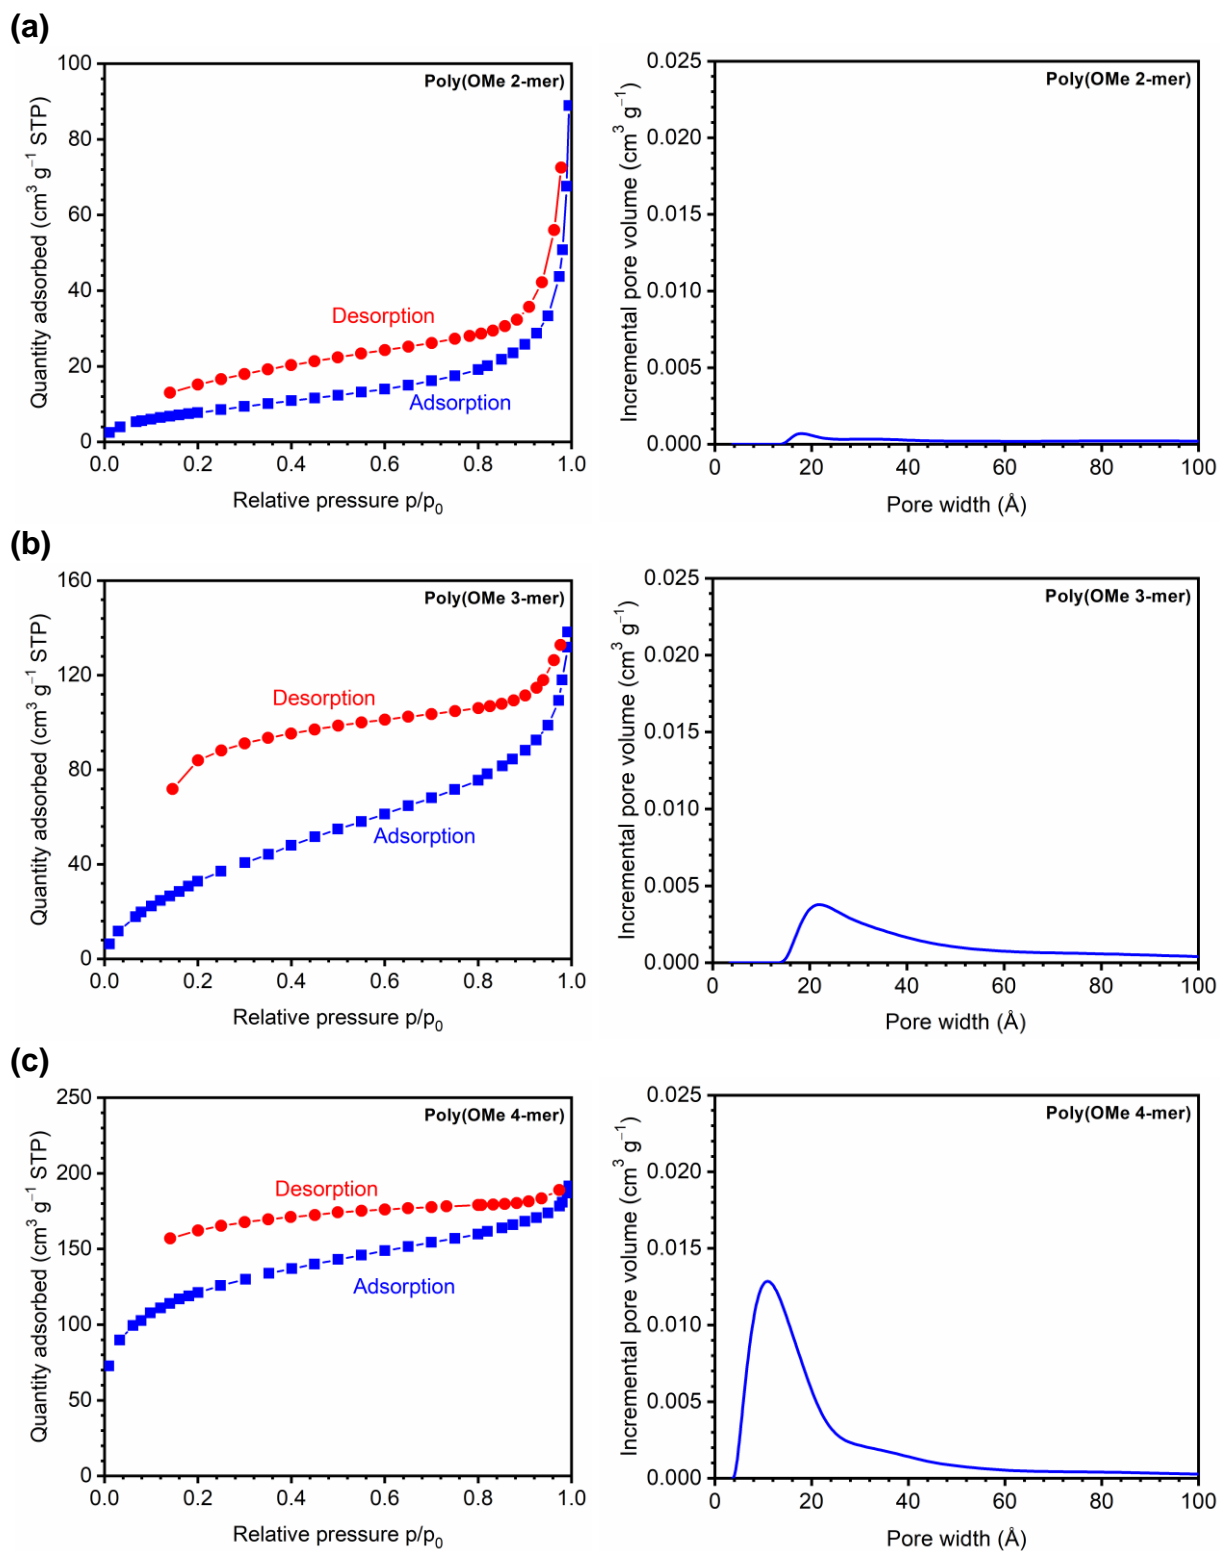 (a)
Poly(OMe 2-mer)
Quantity adsorbed (cm³ g⁻¹ STP)
100
80
60
40
20
0
Desorption
Adsorption
0.0 0.2 0.4 0.6 0.8 1.0
Relative pressure p/p₀
Poly(OMe 2-mer)
Incremental pore volume (cm³ g⁻¹)
0.025
0.020
0.015
0.010
0.005
0.000
0 20 40 60 80 100
Pore width (Å)
(b)
Poly(OMe 3-mer)
Quantity adsorbed (cm³ g⁻¹ STP)
160
120
80
40
0
Desorption
Adsorption
0.0 0.2 0.4 0.6 0.8 1.0
Relative pressure p/p₀
Poly(OMe 3-mer)
Incremental pore volume (cm³ g⁻¹)
0.025
0.020
0.015
0.010
0.005
0.000
0 20 40 60 80 100
Pore width (Å)
(c)
Poly(OMe 4-mer)
Quantity adsorbed (cm³ g⁻¹ STP)
250
200
150
100
50
0
Desorption
Adsorption
0.0 0.2 0.4 0.6 0.8 1.0
Relative pressure p/p₀
Poly(OMe 4-mer)
Incremental pore volume (cm³ g⁻¹)
0.025
0.020
0.015
0.010
0.005
0.000
0 20 40 60 80 100
Pore width (Å)